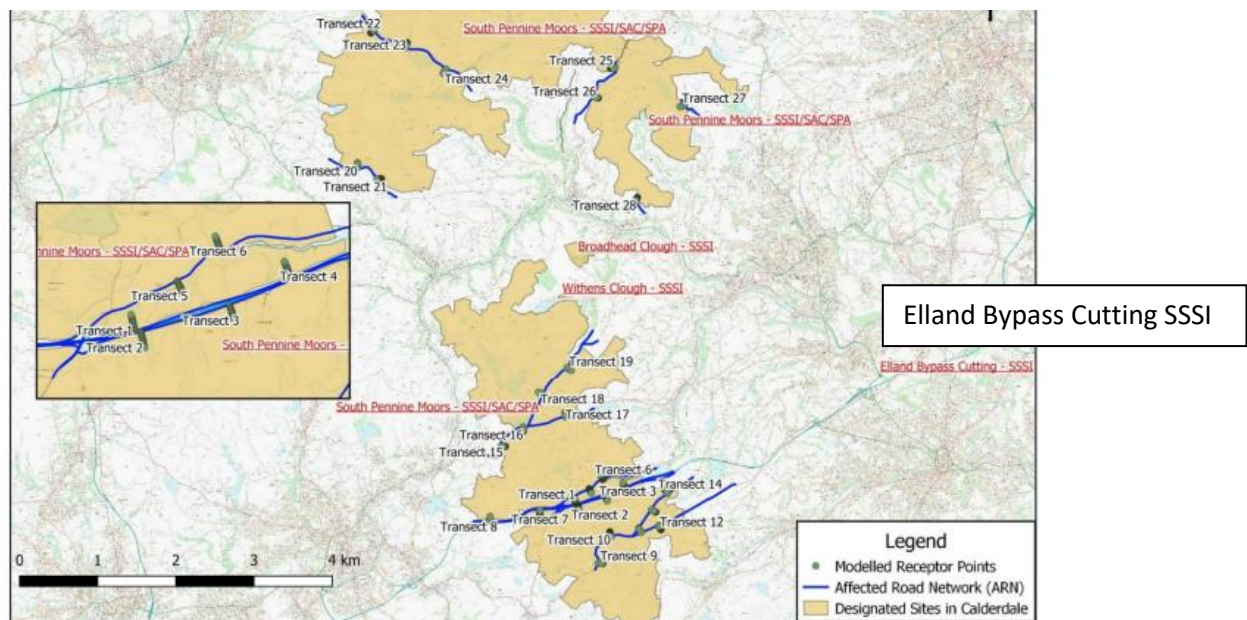 Transect 22
South Pennine Moors - SSSI/SAC/SPA
Transect 23
Transect 24
Transect 25
Transect 26
Transect 27
South Pennine Moors - SSSI/SAC/SPA
Transect 20
Transect 21
Transect 28
Broadhead Clough - SSSI
Withens Clough - SSSI
nnine Moors - SSSI/SAC/SPA
Transect 6
Transect 4
Transect 5
Transect 3
Transect 1
Transect 2
South Pennine Moors -
Elland Bypass Cutting SSSI
Elland Bypass Cutting - SSSI
Transect 19
Transect 18
South Pennine Moors - SSSI/SAC/SPA
Transect 17
Transect 16
Transect 15
Transect 6
Transect 14
Transect 1
Transect 3
Transect 2
Transect 7
Transect 8
Transect 12
Transect 10
Transect 9
0 1 2 3 4 km
Legend
Modelled Receptor Points
Affected Road Network (ARN)
Designated Sites in Calderdale